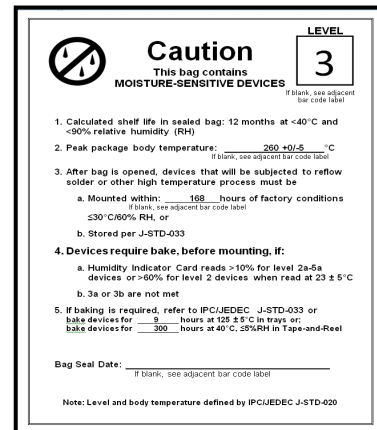 LEVEL
3
Caution
This bag contains
MOISTURE-SENSITIVE DEVICES
If blank, see adjacent
bar code label
1. Calculated shelf life in sealed bag: 12 months at <40°C and
<90% relative humidity (RH)
2. Peak package body temperature: 260 +0/-5 °C
If blank, see adjacent bar code label
3. After bag is opened, devices that will be subjected to reflow
solder or other high temperature process must be
a. Mounted within: 168 hours of factory conditions
If blank, see adjacent bar code label
≤30°C/60% RH, or
b. Stored per J-STD-033
4. Devices require bake, before mounting, if:
a. Humidity Indicator Card reads >10% for level 2a-5a
devices or >60% for level 2 devices when read at 23 ± 5°C
b. 3a or 3b are not met
5. If baking is required, refer to IPC/JEDEC J-STD-033 or
bake devices for 9 hours at 125 ± 5°C in trays or;
bake devices for 300 hours at 40°C, ≤5%RH in Tape-and-Reel
Bag Seal Date:
If blank, see adjacent bar code label
Note: Level and body temperature defined by IPC/JEDEC J-STD-020